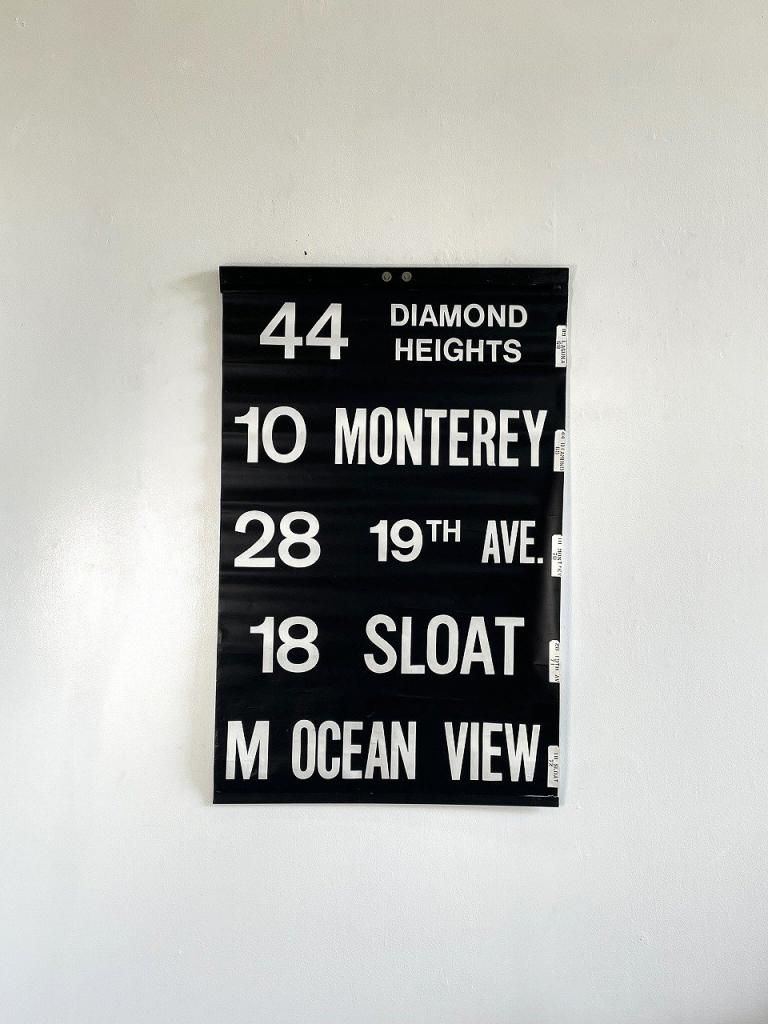 44 DIAMOND
HEIGHTS
10 MONTEREY
28 19TH AVE.
18 SLOAT
M OCEAN VIEW